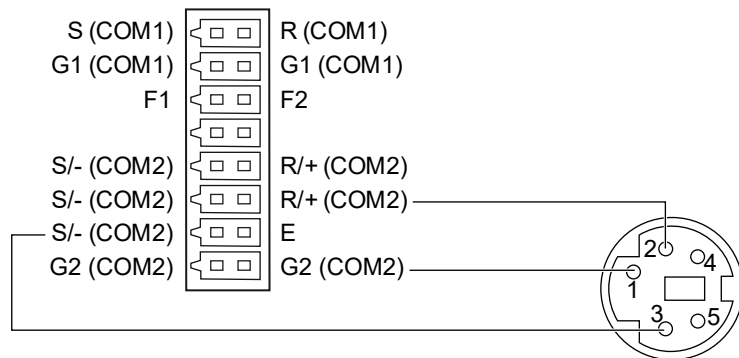 S (COM1) R (COM1)
G1 (COM1) G1 (COM1)
F1 F2
S/- (COM2) R/+ (COM2)
S/- (COM2) R/+ (COM2)
S/- (COM2) E
G2 (COM2) G2 (COM2)
2
4
1
3
5